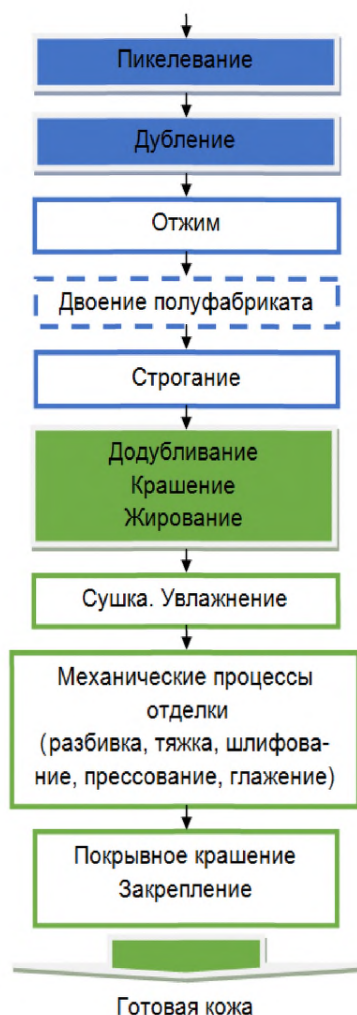 Пикелевание
Дубление
Отжим
Двоение полуфабриката
Строгание
Додубливание
Крашение
Жирование
Сушка. Увлажнение
Механические процессы
отделки
(разбивка, тяжка, шлифова-
ние, прессование, глажение)
Покрывное крашение
Закрепление
Готовая кожа